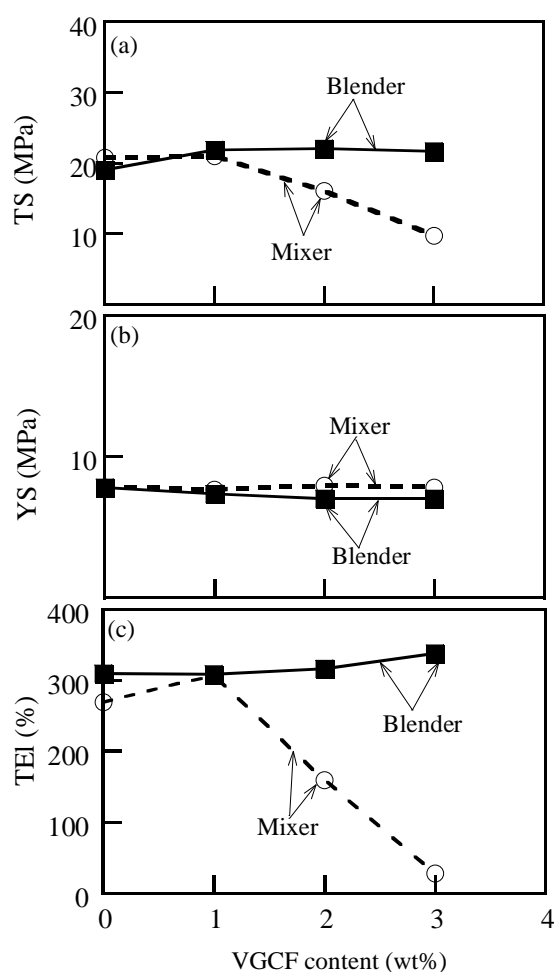 (a)
40
30
20
10
TS (MPa)
Blender
Mixer
(b)
20
10
YS (MPa)
Mixer
Blender
(c)
400
300
200
100
0
TEl (%)
Blender
Mixer
0 1 2 3 4
VGCF content (wt%)